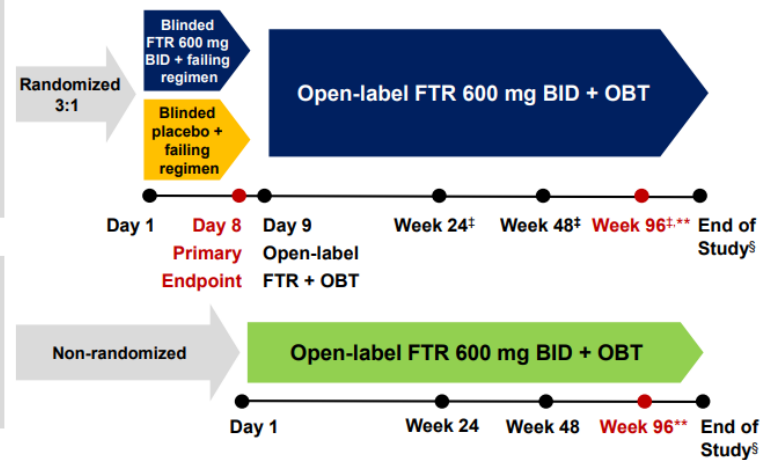 Blinded
FTR 600 mg
BID + failing
regimen
Randomized
3:1
Blinded
placebo +
failing
regimen
Open-label FTR 600 mg BID + OBT
Day 1
Day 8
Primary
Endpoint
Day 9
Open-label
FTR + OBT
Week 24‡
Week 48‡
Week 96‡,**
End of
Study§
Non-randomized
Open-label FTR 600 mg BID + OBT
Day 1
Week 24
Week 48
Week 96**
End of
Study§